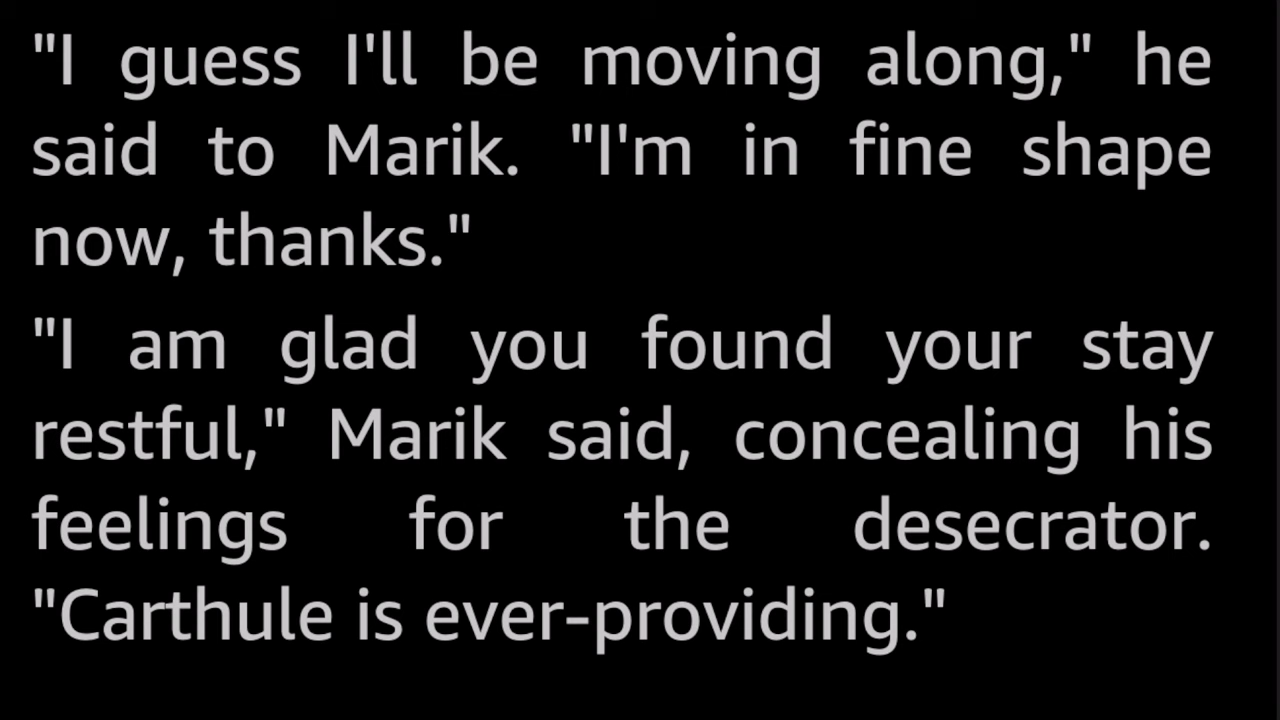 "I guess I'll be moving along," he
said to Marik. "I'm in fine shape
now, thanks."
"I am glad you found your stay
restful," Marik said, concealing his
feelings for the desecrator.
"Carthule is ever-providing."